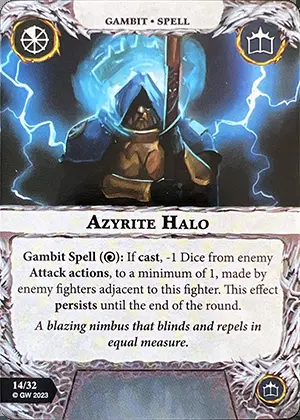 GAMBIT • SPELL
AZYRITE HALO
Gambit Spell (): If cast, -1 Dice from enemy
Attack actions, to a minimum of 1, made by
enemy fighters adjacent to this fighter. This effect
persists until the end of the round.
A blazing nimbus that blinds and repels in
equal measure.
14/32
© GW 2023